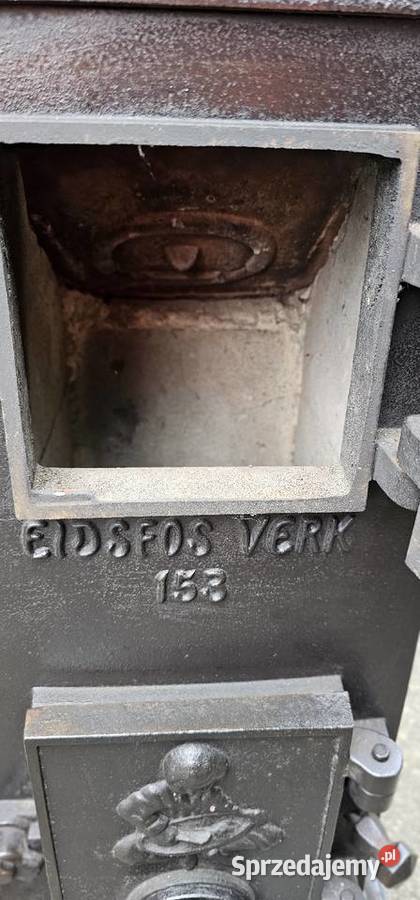 EIDSFOS VERK
153
Sprzedajemy.pl